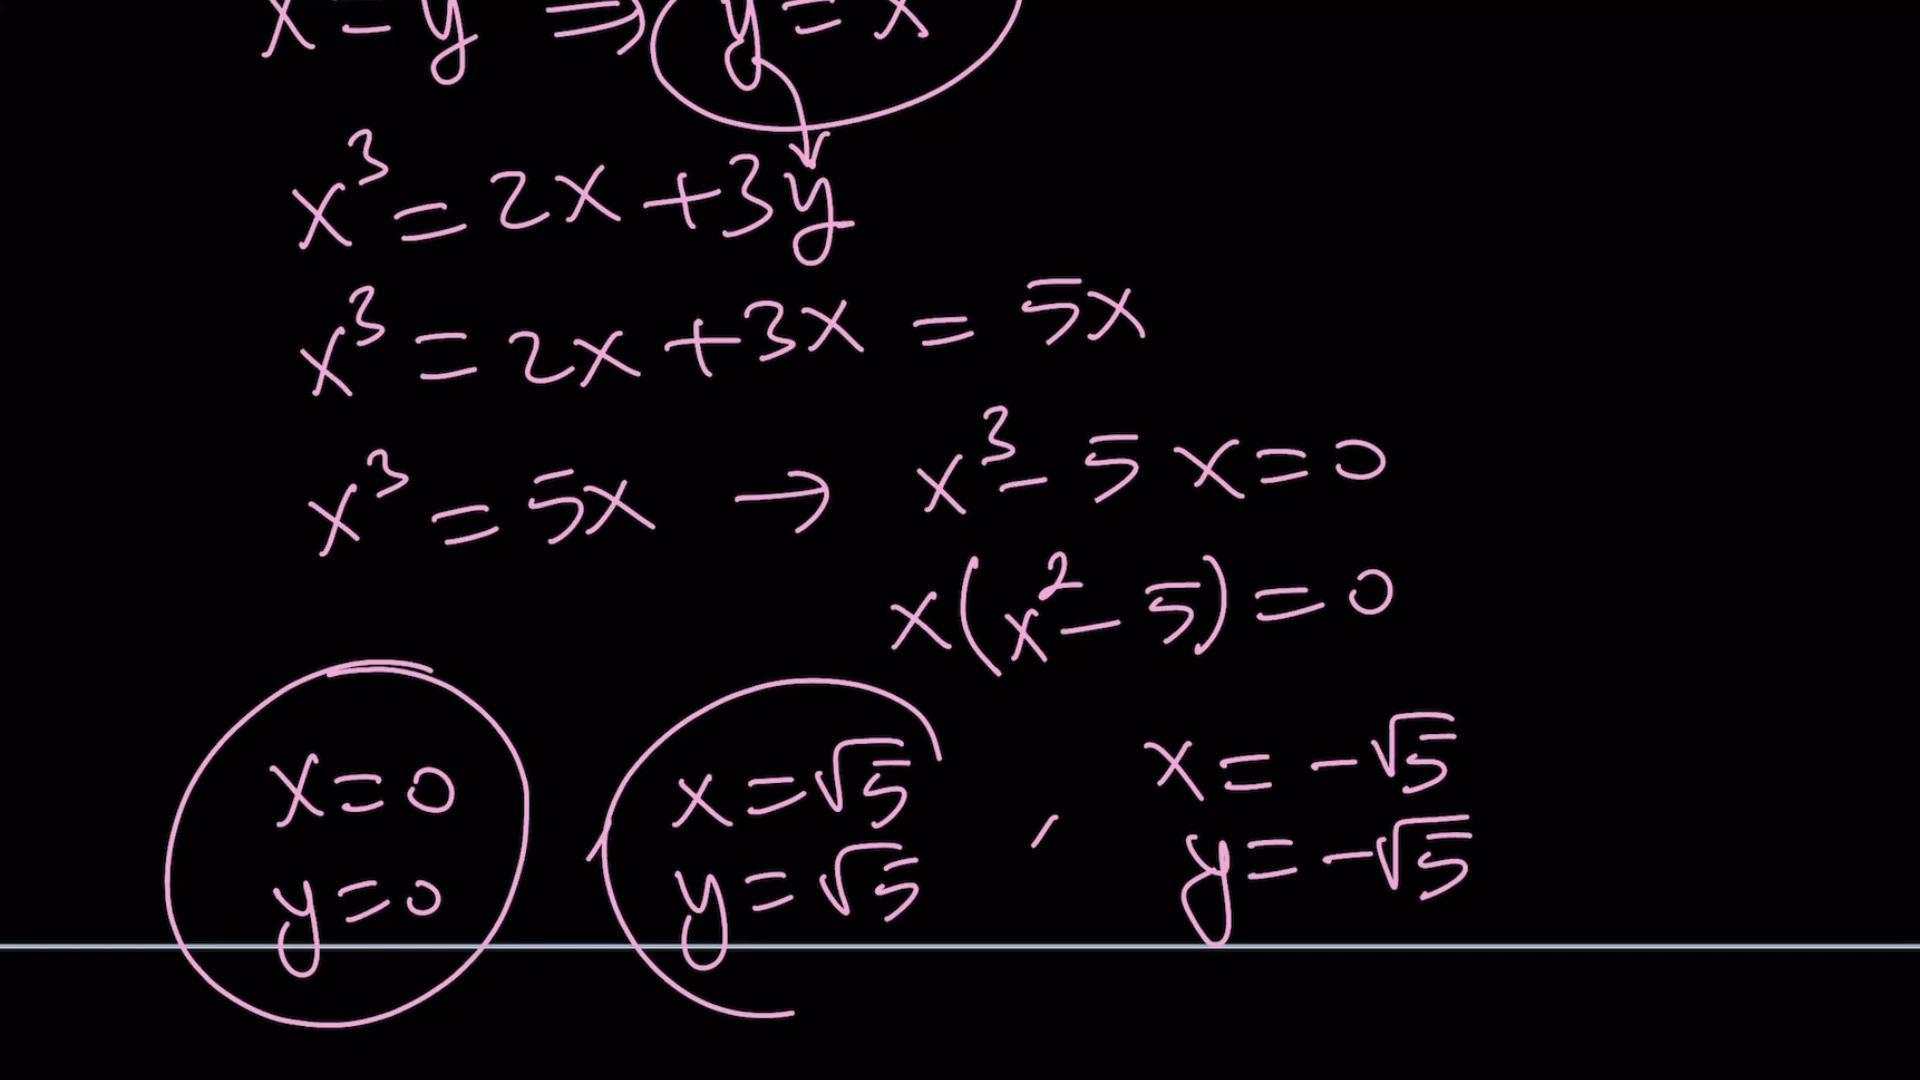 x = y ⇒ y = x
x³ = 2x + 3y
x³ = 2x + 3x = 5x
x³ = 5x → x³ - 5x = 0
x(x² - 5) = 0
x = 0 , x = √5 , x = -√5
y = 0 y = √5 y = -√5